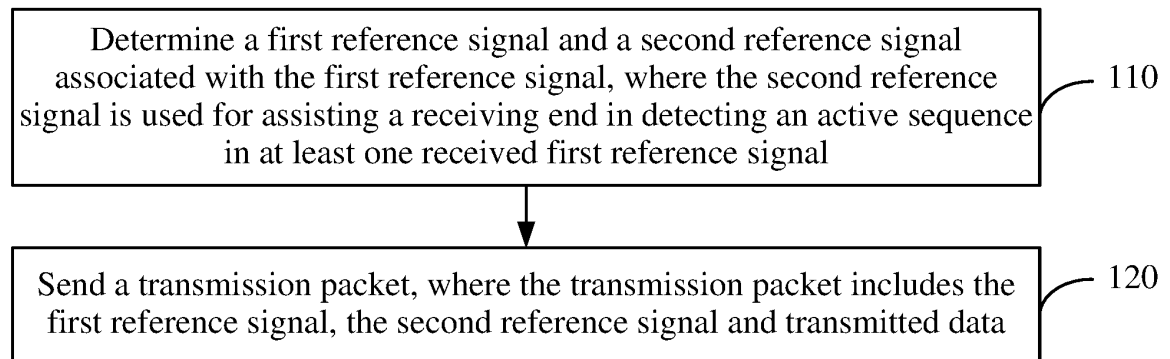 Determine a first reference signal and a second reference signal
associated with the first reference signal, where the second reference
signal is used for assisting a receiving end in detecting an active sequence
in at least one received first reference signal
110
Send a transmission packet, where the transmission packet includes the
first reference signal, the second reference signal and transmitted data
120